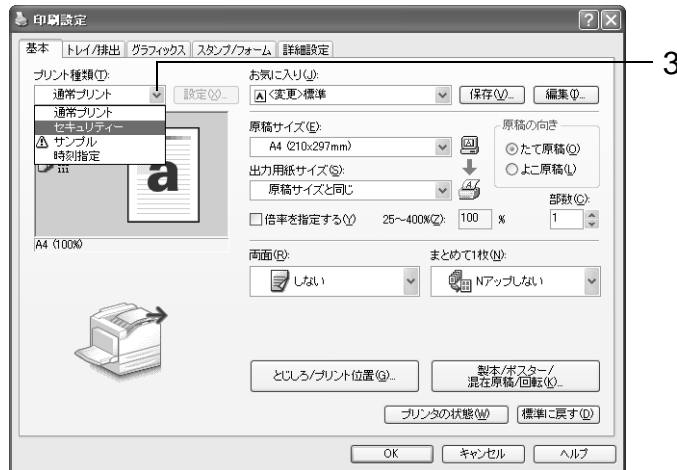 印刷設定
基本 トレイ/排出 グラフィックス スタンプ/フォーム 詳細設定
3
プリント種類(T):
通常プリント 設定(X)...
通常プリント
セキュリティー
サンプル
時刻指定
a
A4 (100%)
お気に入り(J):
A <変更>標準 保存(V)... 編集(I)...
原稿サイズ(E):
A4 (210x297mm)
原稿の向き
たて原稿(O)
よこ原稿(L)
出力用紙サイズ(S):
原稿サイズと同じ
倍率を指定する(Y) 25～400%(Z): 100 %
部数(C):
1
両面(R):
しない
まとめて1枚(N):
Nアップしない
とじしろ/プリント位置(G)...
製本/ポスター/
混在原稿/回転(K)...
プリンタの状態(W) 標準に戻す(D)
OK キャンセル ヘルプ